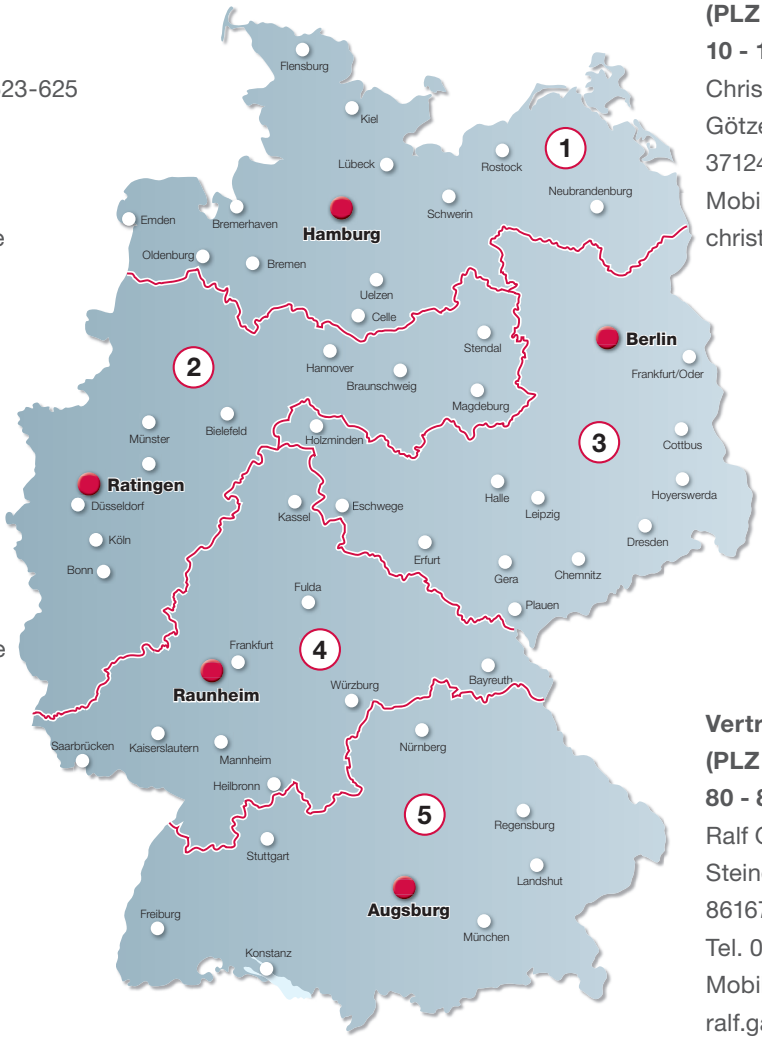 23-625
e
e
Flensburg
Kiel
Lübeck
Rostock
1
Neubrandenburg
Schwerin
Emden
Bremerhaven
Hamburg
Oldenburg
Bremen
Uelzen
Celle
Berlin
Stendal
Hannover
2
Braunschweig
Frankfurt/Oder
Magdeburg
Münster
Bielefeld
Holzminden
3
Cottbus
Ratingen
Düsseldorf
Kassel
Eschwege
Halle
Leipzig
Hoyerswerda
Köln
Dresden
Bonn
Erfurt
Gera
Chemnitz
Fulda
Plauen
Frankfurt
4
Raunheim
Würzburg
Bayreuth
Saarbrücken
Kaiserslautern
Mannheim
Nürnberg
Heilbronn
5
Regensburg
Stuttgart
Landshut
Augsburg
Freiburg
München
Konstanz
(PLZ
10 - 1
Chris
Götze
37124
Mobi
christ
Vertr
(PLZ
80 - 8
Ralf G
Stein
86167
Tel. 0
Mobi
ralf.ga